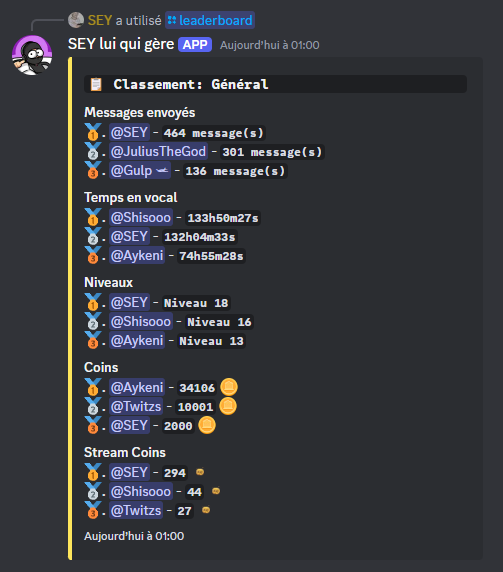 SEY a utilisé leaderboard
SEY lui qui gère APP Aujourd'hui à 01:00
Classement: Général
Messages envoyés
1. @SEY - 464 message(s)
2. @JuliusTheGod - 301 message(s)
3. @Gulp - 136 message(s)
Temps en vocal
1. @Shisooo - 133h50m27s
2. @SEY - 132h04m33s
3. @Aykeni - 74h55m28s
Niveaux
1. @SEY - Niveau 18
2. @Shisooo - Niveau 16
3. @Aykeni - Niveau 13
Coins
1. @Aykeni - 34106
2. @Twitzs - 10001
3. @SEY - 2000
Stream Coins
1. @SEY - 294
2. @Shisooo - 44
3. @Twitzs - 27
Aujourd'hui à 01:00